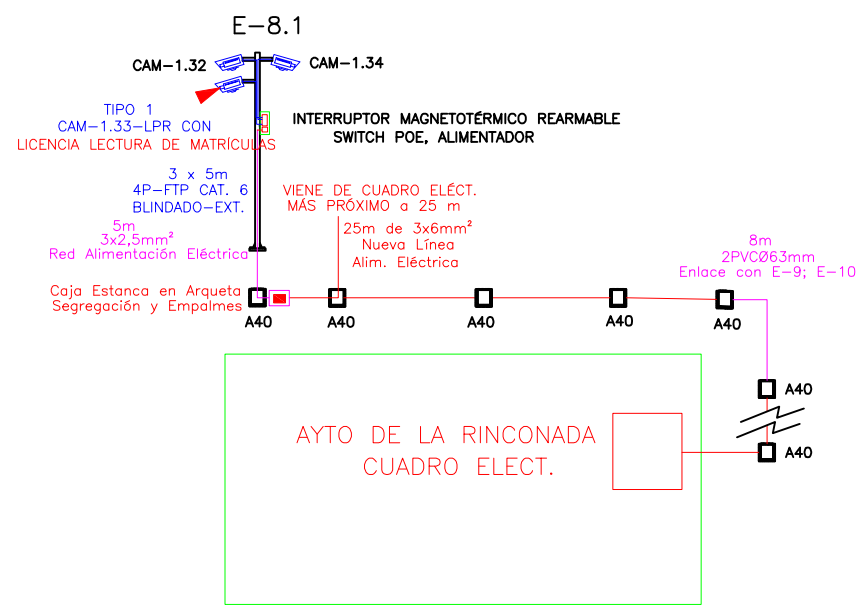 E-8.1
CAM-1.32
CAM-1.34
TIPO 1
CAM-1.33-LPR CON
LICENCIA LECTURA DE MATRÍCULAS
INTERRUPTOR MAGNETOTÉRMICO REARMABLE
SWITCH POE, ALIMENTADOR
3 x 5m
4P-FTP CAT. 6
BLINDADO-EXT.
VIENE DE CUADRO ELÉCT.
MÁS PRÓXIMO a 25 m
5m
3x2,5mm²
Red Alimentación Eléctrica
25m de 3x6mm²
Nueva Línea
Alim. Eléctrica
8m
2PVCØ63mm
Enlace con E-9; E-10
Caja Estanca en Arqueta
Segregación y Empalmes
A40
A40
A40
A40
A40
A40
A40
AYTO DE LA RINCONADA
CUADRO ELECT.